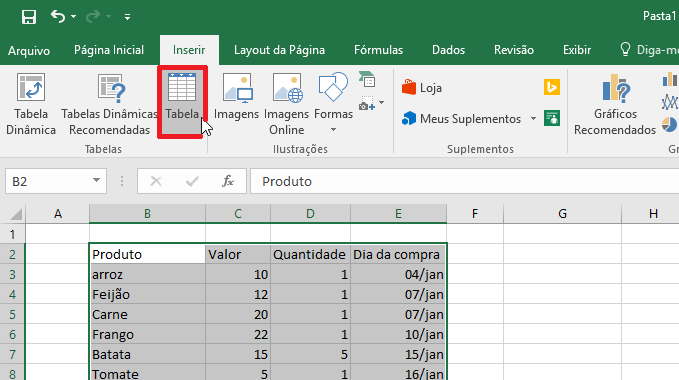 Pasta1
Arquivo Página Inicial Inserir Layout da Página Fórmulas Dados Revisão Exibir Diga-me
Tabela Dinâmica
Tabelas Dinâmicas Recomendadas
Tabela
Imagens
Imagens Online
Formas
Loja
Meus Suplementos
Gráficos Recomendados
Tabelas Ilustrações Suplementos Gr
B2 fx Produto
A B C D E F G H
1
2 Produto Valor Quantidade Dia da compra
3 arroz 10 1 04/jan
4 Feijão 12 1 07/jan
5 Carne 20 1 07/jan
6 Frango 22 1 10/jan
7 Batata 15 5 15/jan
8 Tomate 5 1 16/jan